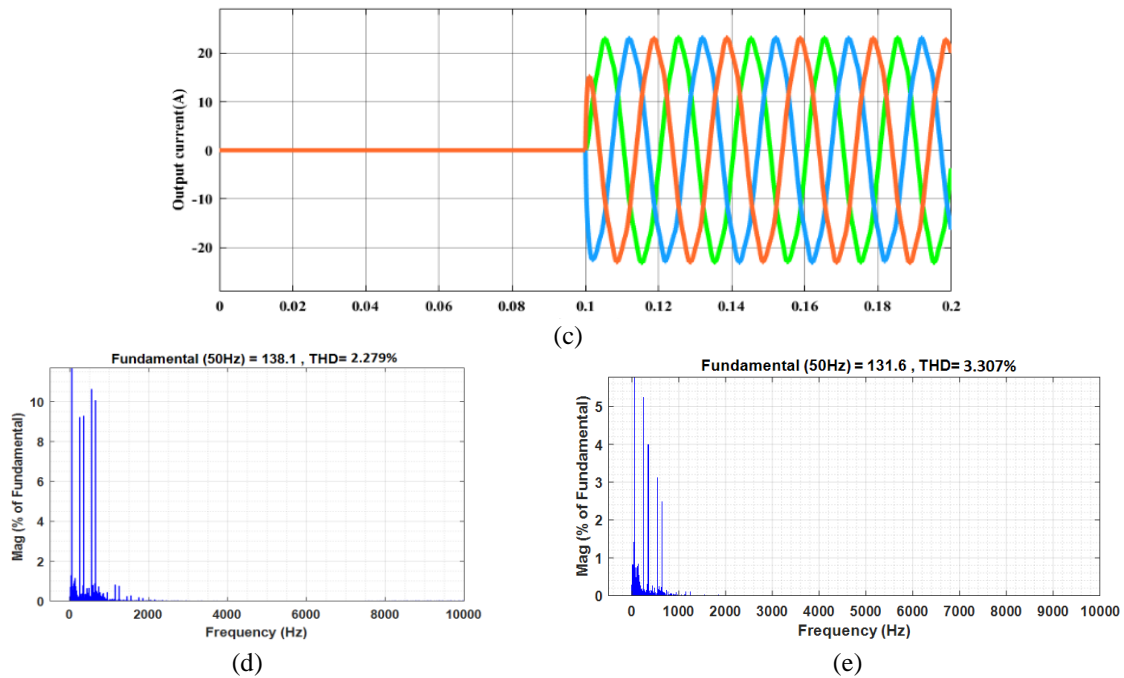 20
10
0
-10
-20
Output current(A)
0 0.02 0.04 0.06 0.08 0.1 0.12 0.14 0.16 0.18 0.2
(c)
Fundamental (50Hz) = 138.1 , THD= 2.279%
10
8
6
4
2
0
Mag (% of Fundamental)
0 2000 4000 6000 8000 10000
Frequency (Hz)
(d)
Fundamental (50Hz) = 131.6 , THD= 3.307%
5
4
3
2
1
0
Mag (% of Fundamental)
0 1000 2000 3000 4000 5000 6000 7000 8000 9000 10000
Frequency (Hz)
(e)